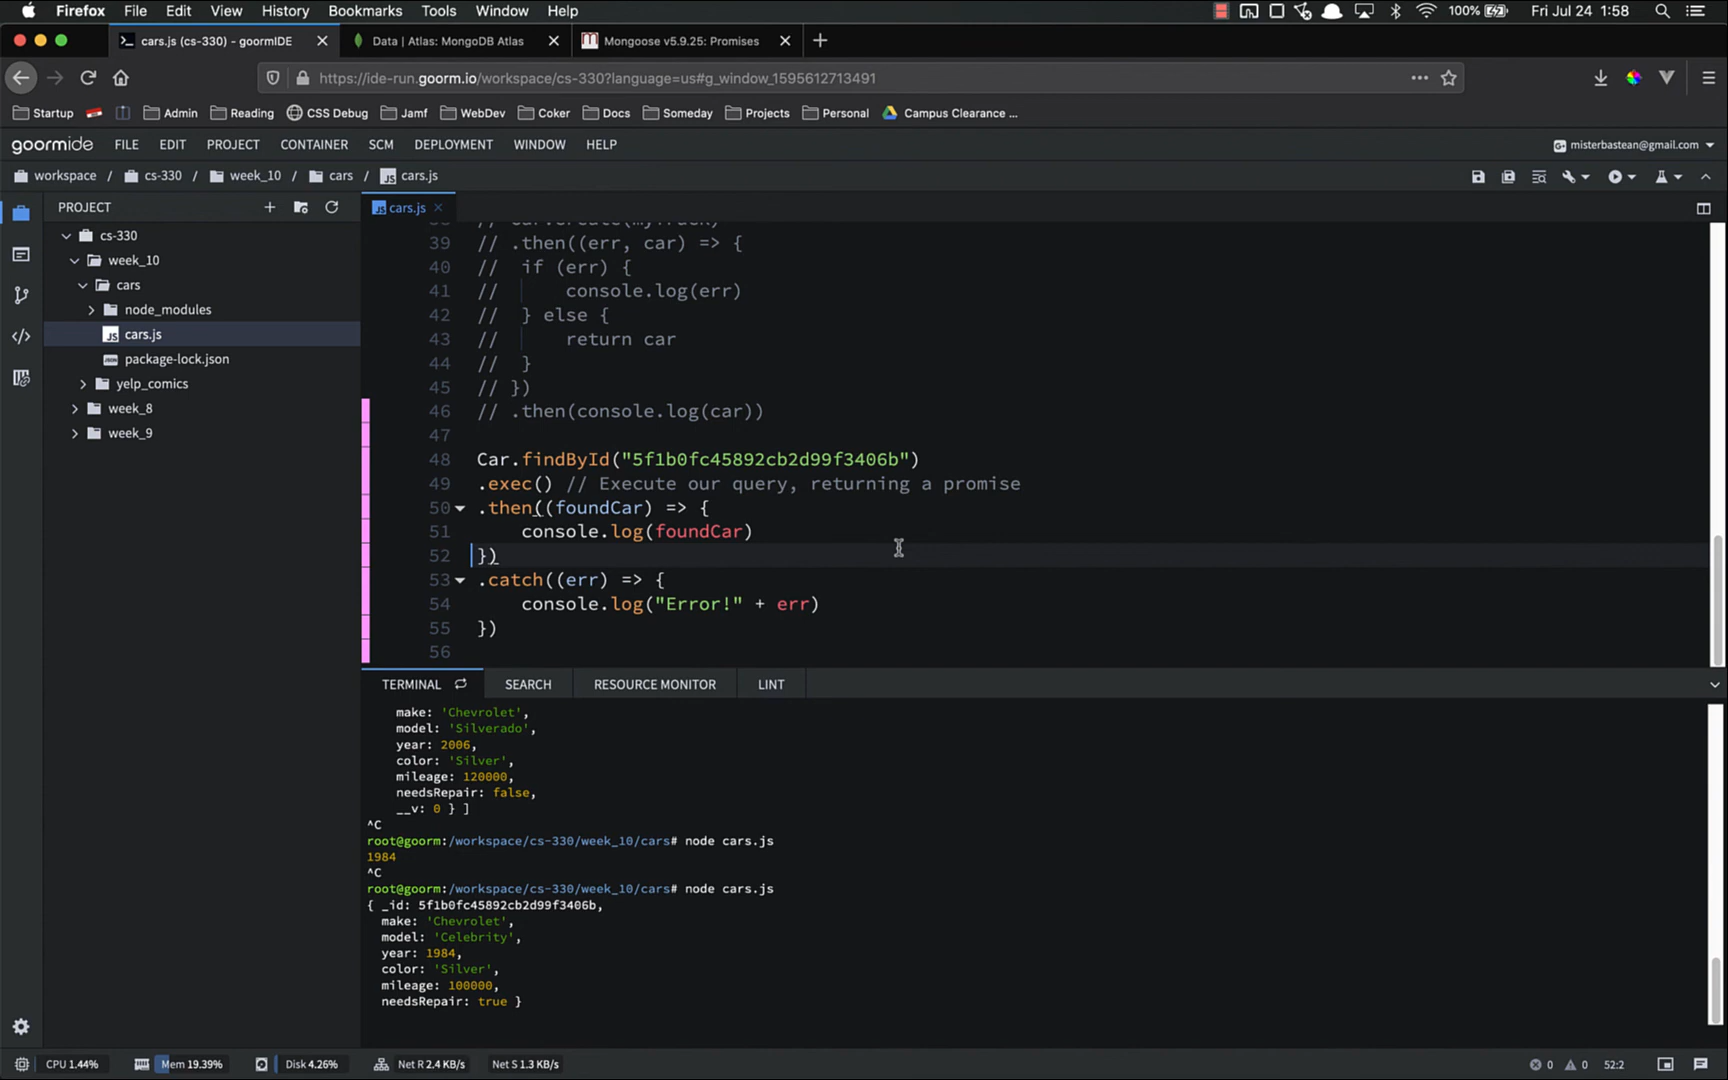 Firefox File Edit View History Bookmarks Tools Window Help 100% Fri Jul 24 1:58
cars.js (cs-330) - goormIDE Data | Atlas: MongoDB Atlas Mongoose v5.9.25: Promises
https://ide-run.goorm.io/workspace/cs-330?language=us#g_window_1595612713491
Startup Admin Reading CSS Debug Jamf WebDev Coker Docs Someday Projects Personal Campus Clearance ...
goormide FILE EDIT PROJECT CONTAINER SCM DEPLOYMENT WINDOW HELP misterbastean@gmail.com
workspace / cs-330 / week_10 / cars / cars.js
PROJECT
cs-330
week_10
cars
node_modules
cars.js
package-lock.json
yelp_comics
week_8
week_9
cars.js
38 // Car.create(myTruck)
39 // .then((err, car) => {
40 // if (err) {
41 // console.log(err)
42 // } else {
43 // return car
44 // }
45 // })
46 // .then(console.log(car))
47
48 Car.findById("5f1b0fc45892cb2d99f3406b")
49 .exec() // Execute our query, returning a promise
50 .then((foundCar) => {
51 console.log(foundCar)
52 })
53 .catch((err) => {
54 console.log("Error!" + err)
55 })
56
TERMINAL SEARCH RESOURCE MONITOR LINT
make: 'Chevrolet',
model: 'Silverado',
year: 2006,
color: 'Silver',
mileage: 120000,
needsRepair: false,
__v: 0 } ]
^C
root@goorm:/workspace/cs-330/week_10/cars# node cars.js
1984
^C
root@goorm:/workspace/cs-330/week_10/cars# node cars.js
{ _id: 5f1b0fc45892cb2d99f3406b,
make: 'Chevrolet',
model: 'Celebrity',
year: 1984,
color: 'Silver',
mileage: 100000,
needsRepair: true }
CPU 1.44% Mem 19.39% Disk 4.26% Net R 2.4 KB/s Net S 1.3 KB/s 0 0 52:2